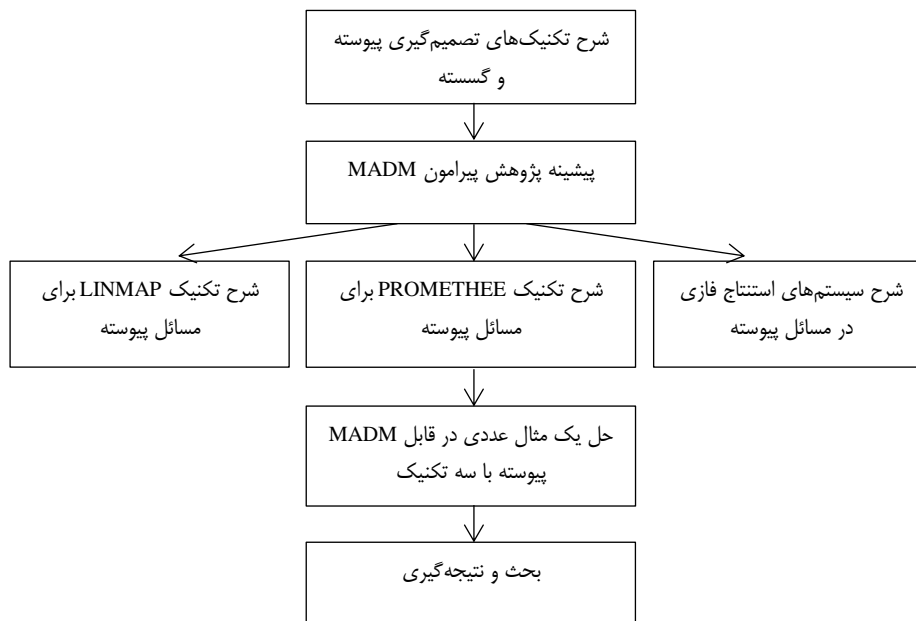 شرح تکنیک‌های تصمیم‌گیری پیوسته
و گسسته
پیشینه پژوهش پیرامون MADM
شرح سیستم‌های استنتاج فازی
در مسائل پیوسته
شرح تکنیک PROMETHEE برای
مسائل پیوسته
شرح تکنیک LINMAP برای
مسائل پیوسته
حل یک مثال عددی در قابل MADM
پیوسته با سه تکنیک
بحث و نتیجه‌گیری